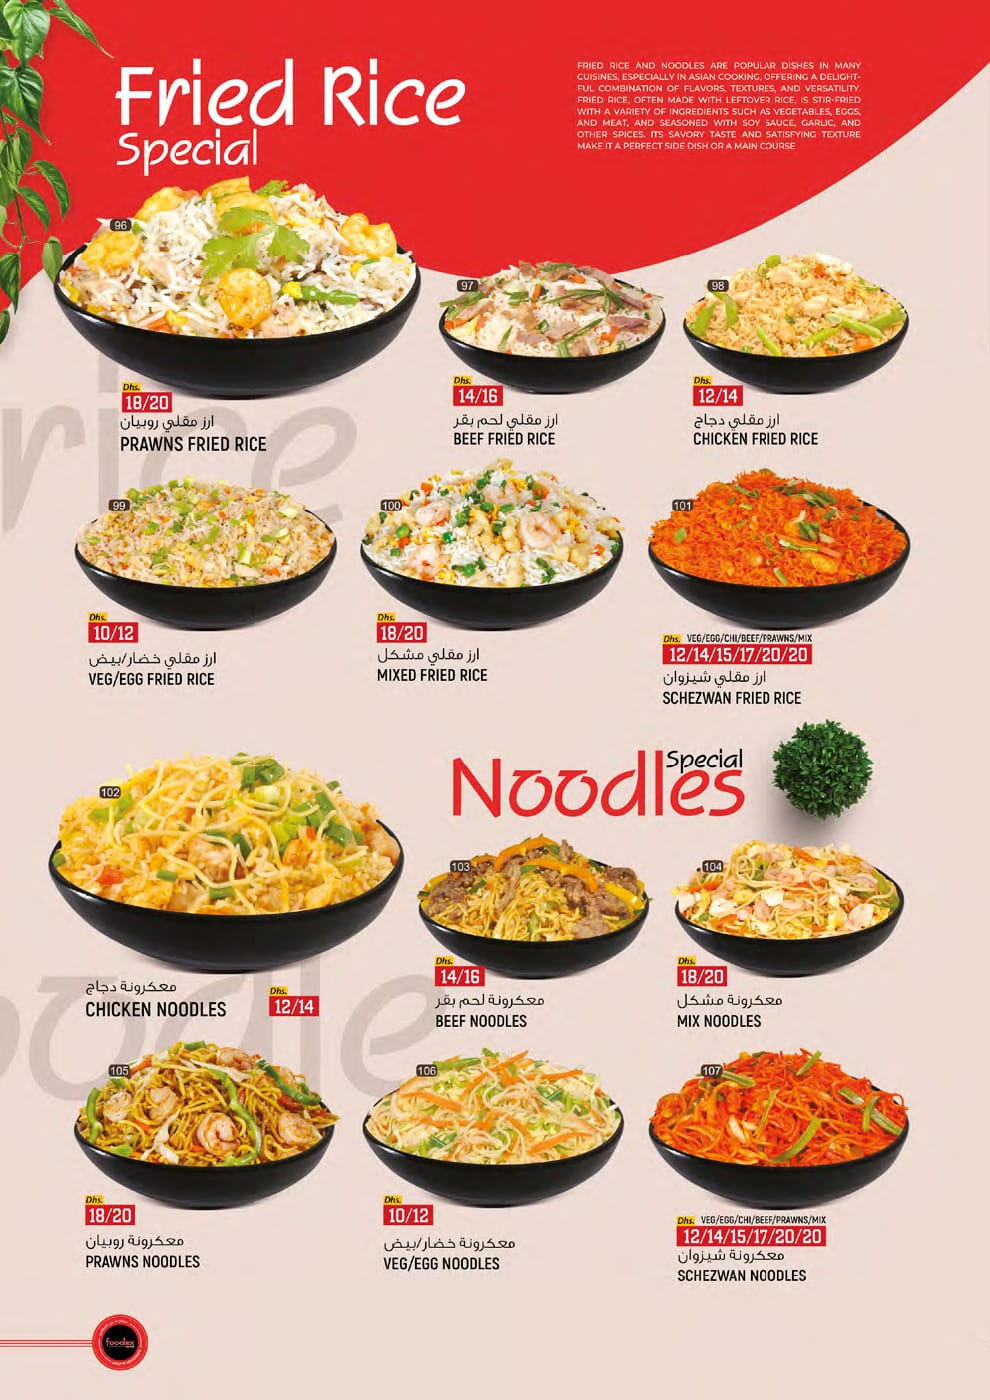 Fried Rice
Special
FRIED RICE AND NOODLES ARE POPULAR DISHES IN MANY
CUISINES, ESPECIALLY IN ASIAN COOKING, OFFERING A DELIGHT-
FUL COMBINATION OF FLAVORS, TEXTURES, AND VERSATILITY.
FRIED RICE, OFTEN MADE WITH LEFTOVER RICE, IS STIR-FRIED
WITH A VARIETY OF INGREDIENTS SUCH AS VEGETABLES, EGGS,
AND MEAT, AND SEASONED WITH SOY SAUCE, GARLIC, AND
OTHER SPICES. ITS SAVORY TASTE AND SATISFYING TEXTURE
MAKE IT A PERFECT SIDE DISH OR A MAIN COURSE
96
Dhs.
18/20
ارز مقلي روبيان
PRAWNS FRIED RICE
97
Dhs.
14/16
ارز مقلي لحم بقر
BEEF FRIED RICE
98
Dhs.
12/14
ارز مقلي دجاج
CHICKEN FRIED RICE
rice
99
Dhs.
10/12
ارز مقلي خضار/بيض
VEG/EGG FRIED RICE
100
Dhs.
18/20
ارز مقلي مشكل
MIXED FRIED RICE
101
Dhs. VEG/EGG/CHI/BEEF/PRAWNS/MIX
12/14/15/17/20/20
ارز مقلي شيزوان
SCHEZWAN FRIED RICE
Special
Noodles
102
معكرونة دجاج
CHICKEN NOODLES
Dhs.
12/14
103
Dhs.
14/16
معكرونة لحم بقر
BEEF NOODLES
104
Dhs.
18/20
معكرونة مشكل
MIX NOODLES
oodle
105
Dhs.
18/20
معكرونة روبيان
PRAWNS NOODLES
106
Dhs.
10/12
معكرونة خضار/بيض
VEG/EGG NOODLES
107
Dhs. VEG/EGG/CHI/BEEF/PRAWNS/MIX
12/14/15/17/20/20
معكرونة شيزوان
SCHEZWAN NOODLES
foodies